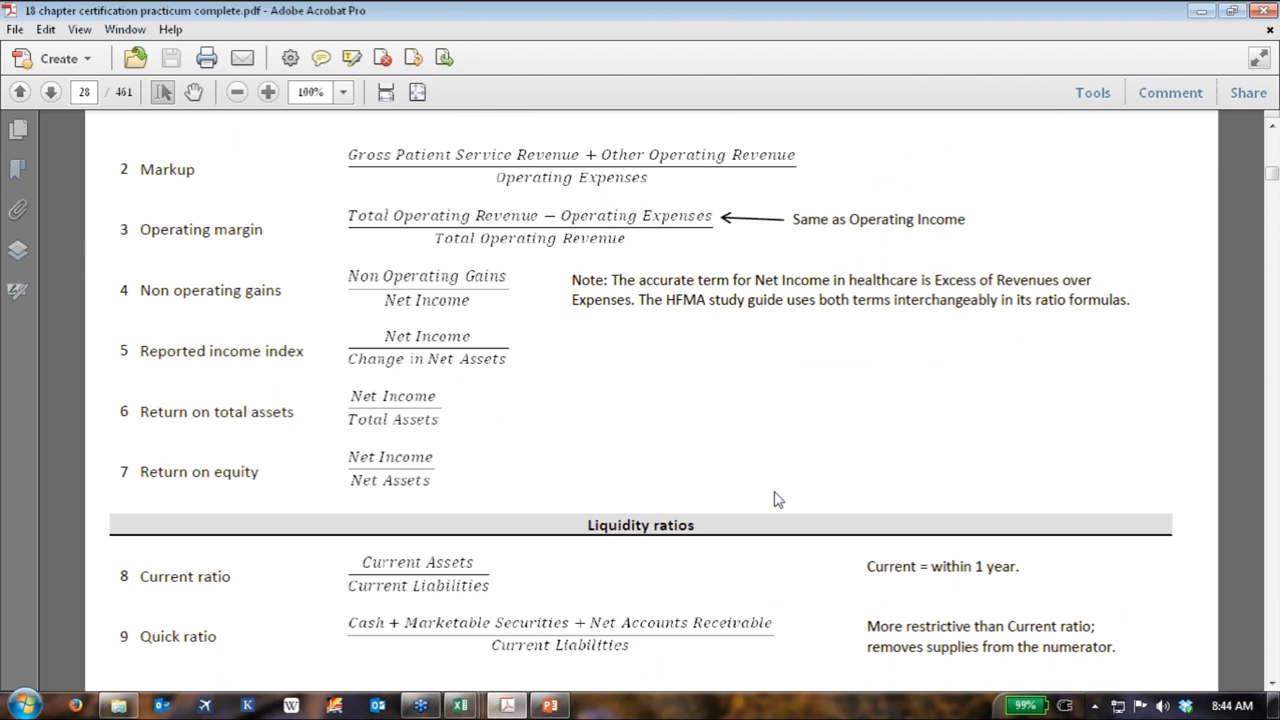 18 chapter certification practicum complete.pdf - Adobe Acrobat Pro
File Edit View Window Help
Create
28 / 461
100%
Tools Comment Share
2 Markup
Gross Patient Service Revenue + Other Operating Revenue
Operating Expenses
3 Operating margin
Total Operating Revenue − Operating Expenses
Total Operating Revenue
Same as Operating Income
4 Non operating gains
Non Operating Gains
Net Income
Note: The accurate term for Net Income in healthcare is Excess of Revenues over
Expenses. The HFMA study guide uses both terms interchangeably in its ratio formulas.
5 Reported income index
Net Income
Change in Net Assets
6 Return on total assets
Net Income
Total Assets
7 Return on equity
Net Income
Net Assets
Liquidity ratios
8 Current ratio
Current Assets
Current Liabilities
Current = within 1 year.
9 Quick ratio
Cash + Marketable Securities + Net Accounts Receivable
Current Liabilities
More restrictive than Current ratio;
removes supplies from the numerator.
99%
8:44 AM